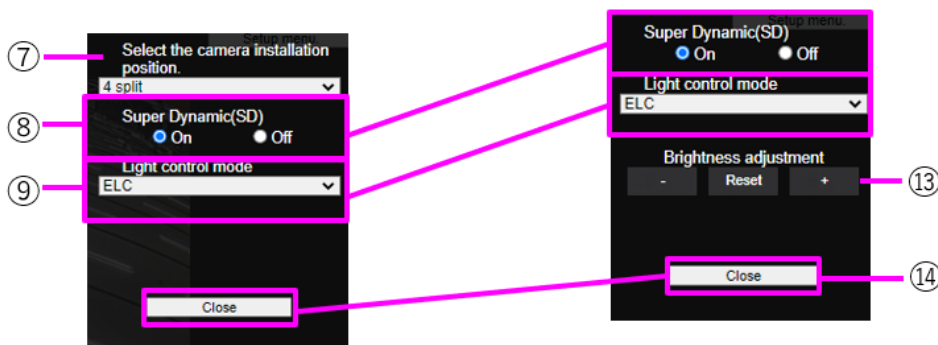 Setup menu.
⑦
Select the camera installation
position.
4 split
⑧
Super Dynamic(SD)
On
Off
⑨
Light control mode
ELC
Close
Setup menu.
Super Dynamic(SD)
On
Off
Light control mode
ELC
Brightness adjustment
-
Reset
+
⑬
Close
⑭